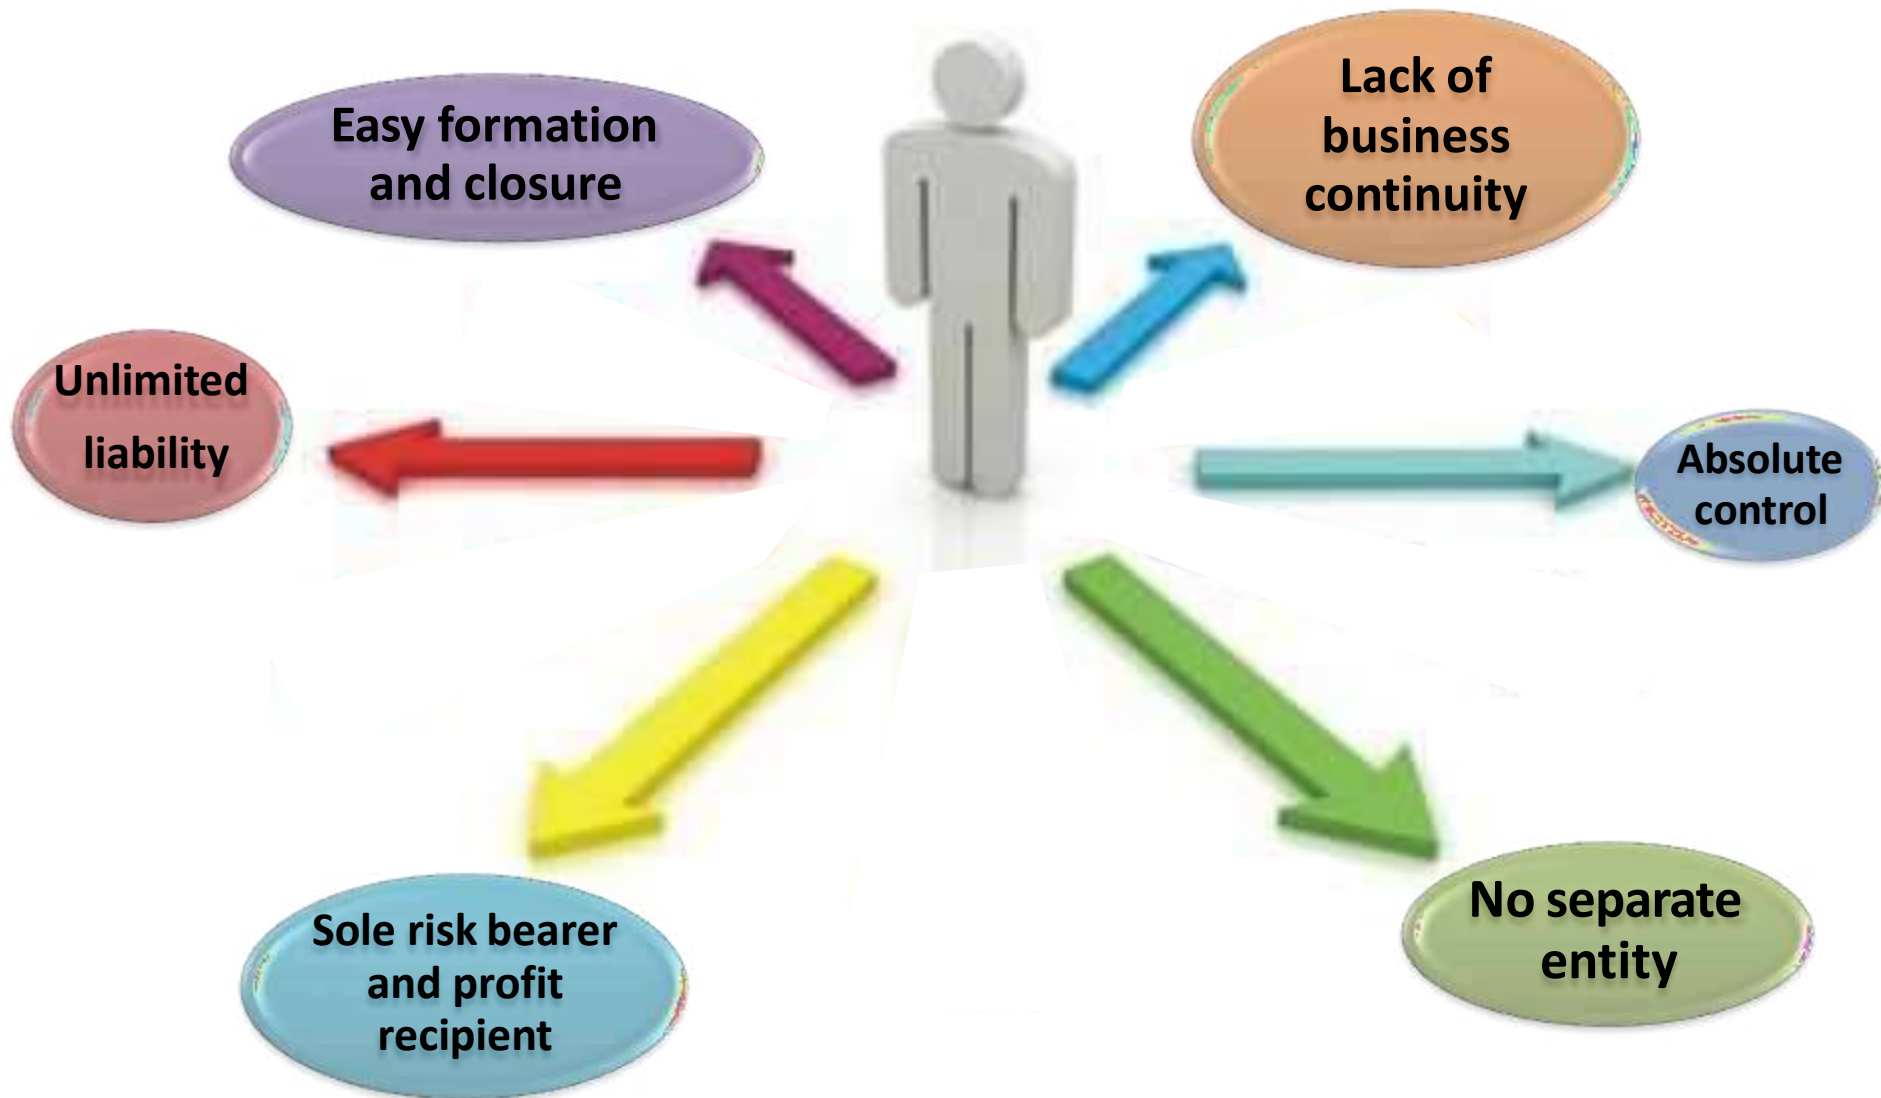 Easy formation
and closure
Lack of
business
continuity
Unlimited
liability
Absolute
control
Sole risk bearer
and profit
recipient
No separate
entity